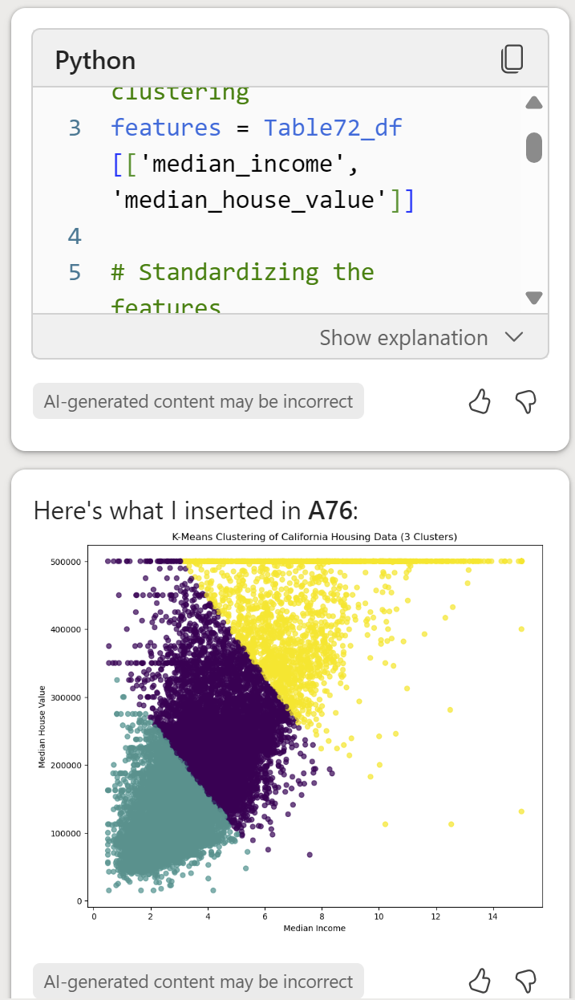 Python
clustering
3 features = Table72_df
[['median_income',
'median_house_value']]
4
5 # Standardizing the
features
Show explanation
AI-generated content may be incorrect
Here's what I inserted in A76:
K-Means Clustering of California Housing Data (3 Clusters)
500000
400000
300000
200000
100000
0
Median House Value
0 2 4 6 8 10 12 14
Median Income
AI-generated content may be incorrect